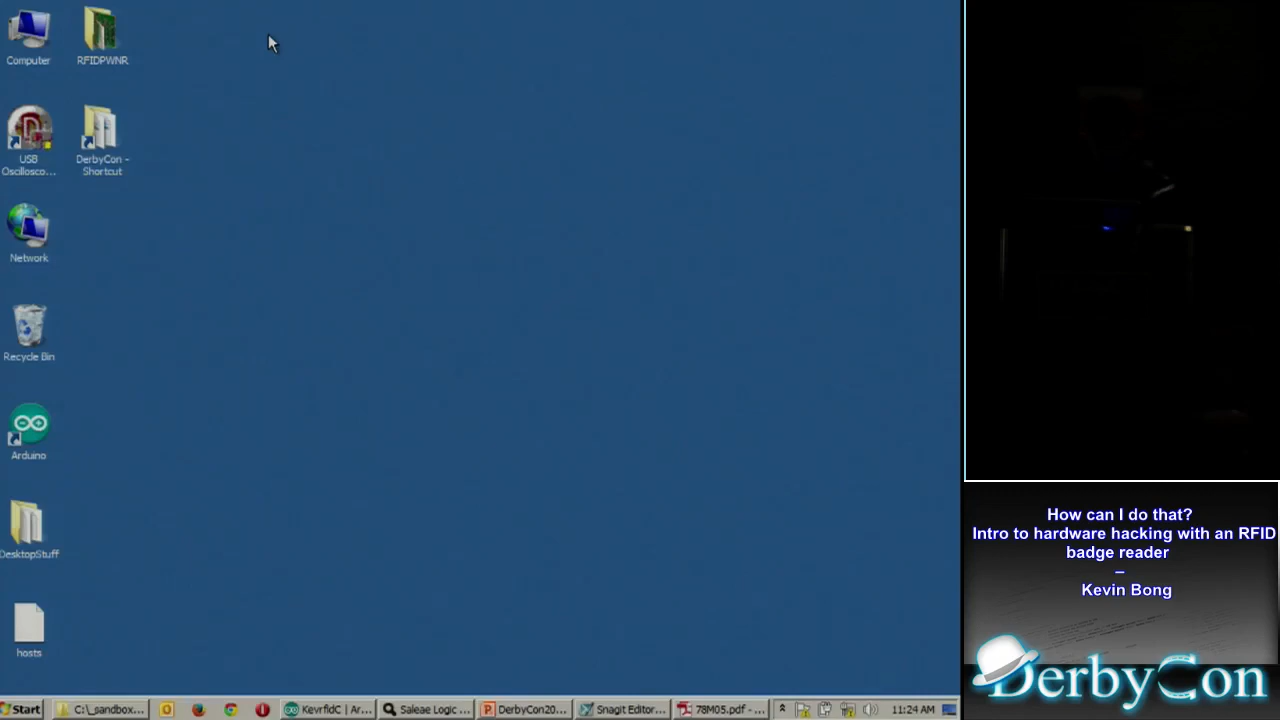 Computer
RFIDPWNR
USB
Oscillosco...
DerbyCon -
Shortcut
Network
Recycle Bin
Arduino
DesktopStuff
hosts
Start
C:\_sandbox...
KevrfidC | Ar...
Saleae Logic ...
DerbyCon20...
Snagit Editor...
78M05.pdf - ...
11:24 AM
How can I do that?
Intro to hardware hacking with an RFID
badge reader
–
Kevin Bong
DerbyCon